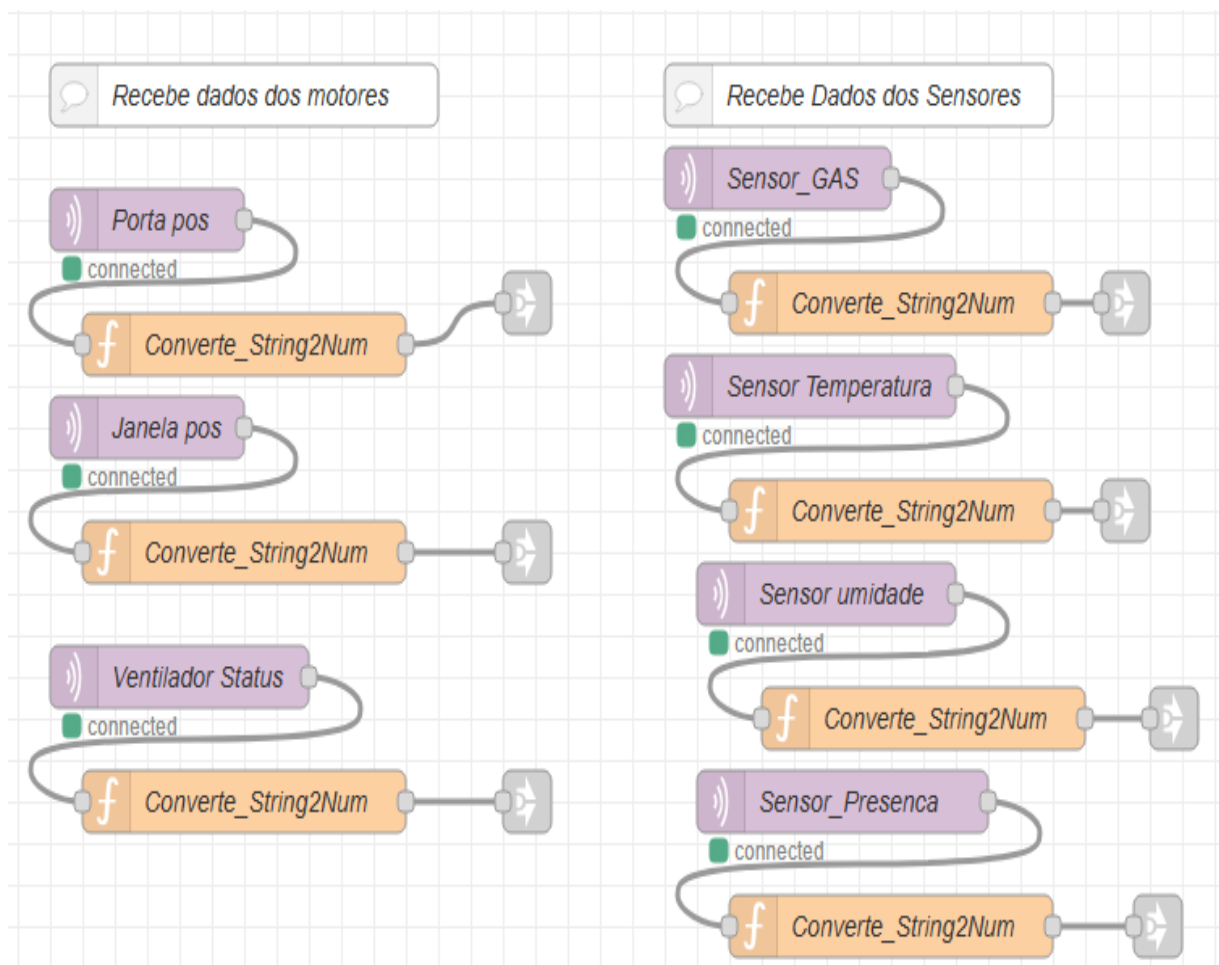 Recebe dados dos motores
Porta pos
connected
Converte_String2Num
Janela pos
connected
Converte_String2Num
Ventilador Status
connected
Converte_String2Num
Recebe Dados dos Sensores
Sensor_GAS
connected
Converte_String2Num
Sensor Temperatura
connected
Converte_String2Num
Sensor umidade
connected
Converte_String2Num
Sensor_Presenca
connected
Converte_String2Num